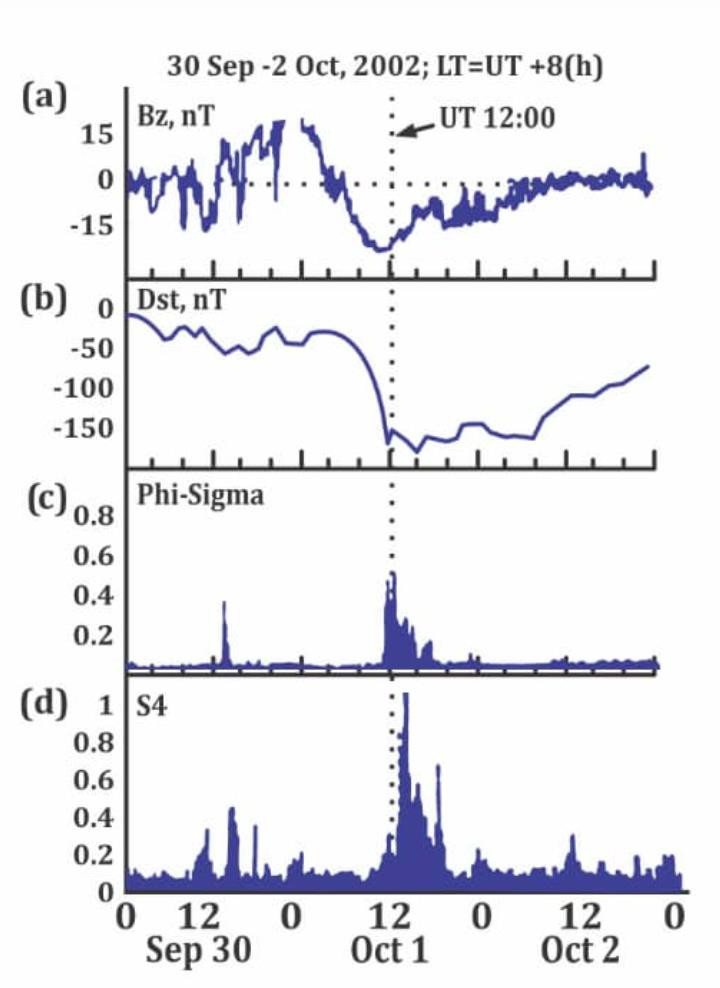 30 Sep -2 Oct, 2002; LT=UT +8(h)
(a)
Bz, nT
UT 12:00
15
0
-15
(b)
Dst, nT
0
-50
-100
-150
(c)
Phi-Sigma
0.8
0.6
0.4
0.2
(d)
S4
1
0.8
0.6
0.4
0.2
0
0 12 0 12 0 12 0
Sep 30 Oct 1 Oct 2